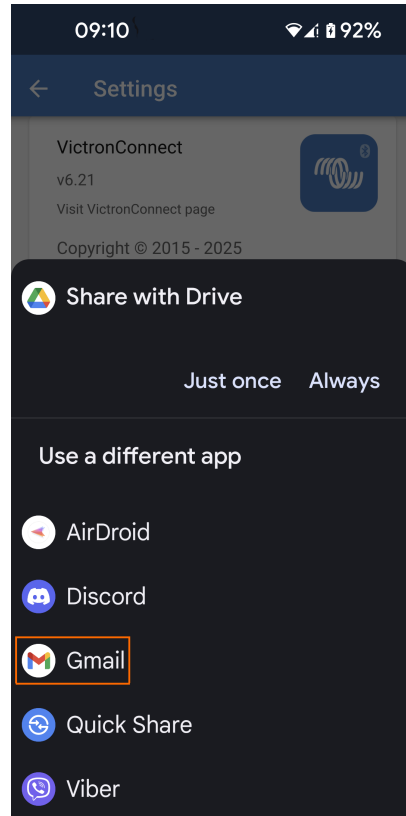 09:10 92%
Settings
VictronConnect
v6.21
Visit VictronConnect page
Copyright © 2015 - 2025
Share with Drive
Just once Always
Use a different app
AirDroid
Discord
Gmail
Quick Share
Viber